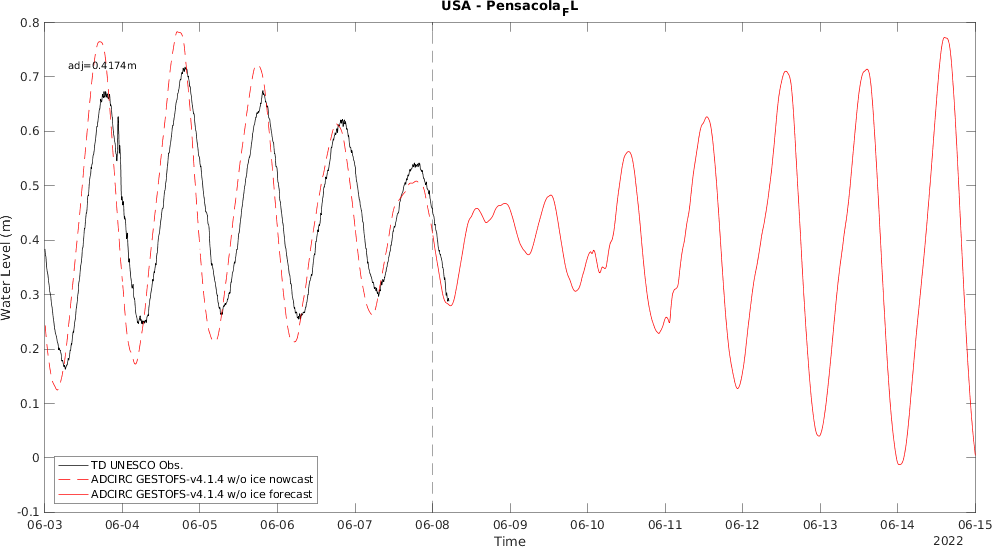 USA - Pensacola_FL
0.8
0.7
0.6
0.5
0.4
0.3
0.2
0.1
0
-0.1
Water Level (m)
adj=0.4174m
TD UNESCO Obs.
ADCIRC GESTOFS-v4.1.4 w/o ice nowcast
ADCIRC GESTOFS-v4.1.4 w/o ice forecast
06-03 06-04 06-05 06-06 06-07 06-08 06-09 06-10 06-11 06-12 06-13 06-14 06-15
Time
2022